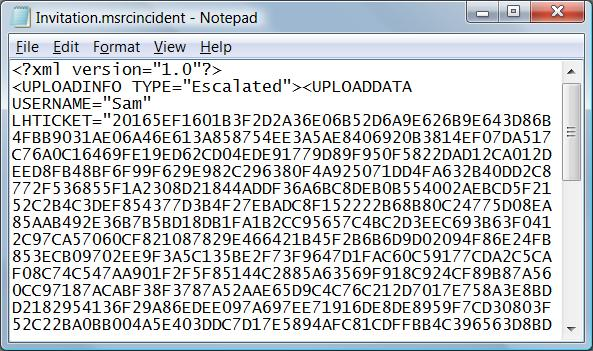 Invitation.msrcincident - Notepad
File Edit Format View Help
<?xml version="1.0"?>
<UPLOADINFO TYPE="Escalated"><UPLOADDATA
USERNAME="Sam"
LHTICKET="20165EF1601B3F2D2A36E06B52D6A9E626B9E643D86B
4FBB9031AE06A46E613A858754EE3A5AE8406920B3814EF07DA517
C76A0C16469FE19ED62CD04EDE91779D89F950F5822DAD12CA012D
EED8FB48BF6F99F629E982C296380F4A925071DD4FA632B40DD2C8
772F536855F1A2308D21844ADDF36A6BC8DEB0B554002AEBCD5F21
52C2B4C3DEF854377D3B4F27EBADC8F152222B68B80C24775D08EA
85AAB492E36B7B5BD18DB1FA1B2CC95657C4BC2D3EEC693B63F041
2C97CA57060CF821087829E466421B45F2B6B6D9D02094F86E24FB
853ECB09702EE9F3A5C135BE2F73F9647D1FAC60C59177CDA2C5CA
F08C74C547AA901F2F5F85144C2885A63569F918C924CF89B87A56
0CC97187ACABF38F3787A52AAE65D9C4C76C212D7017E758A3E8BD
D2182954136F29A86EDEE097A697EE71916DE8DE8959F7CD30803F
52C22BA0BB004A5E403DDC7D17E5894AFC81CDFFBB4C396563D8BD